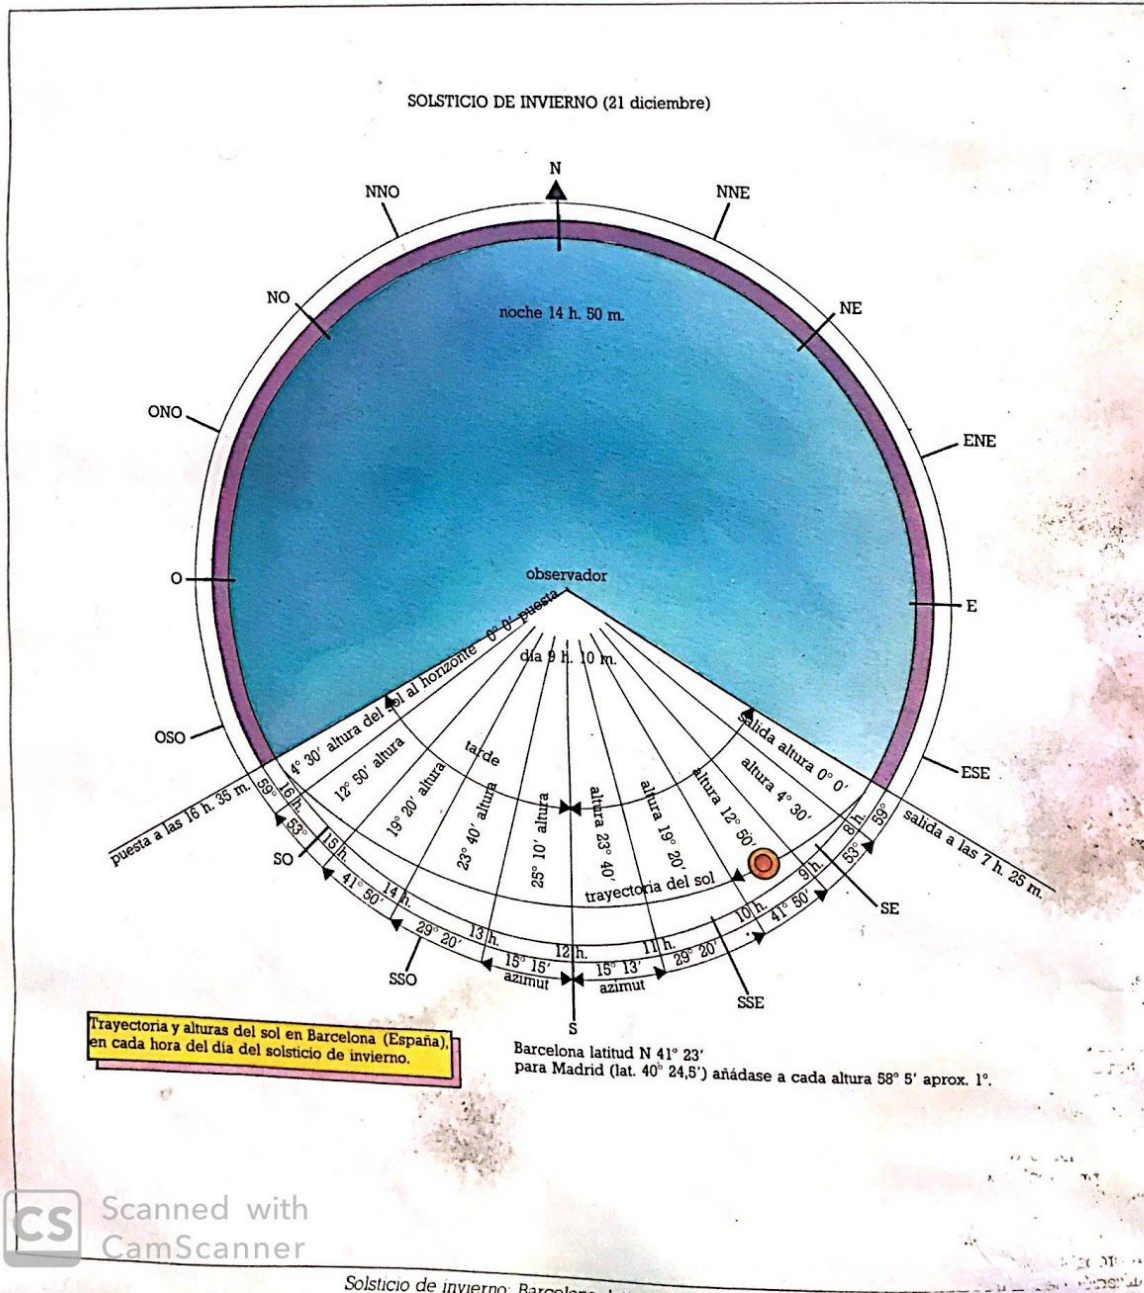 SOLSTICIO DE INVIERNO (21 diciembre)
N
NNO
NNE
NO
NE
noche 14 h. 50 m.
ONO
ENE
observador
O
E
0° 0′ puesta
día 9 h. 10 m.
4° 30′ altura del sol al horizonte
12° 50′ altura
19° 20′ altura
23° 40′ altura
25° 10′ altura
tarde
altura 23° 40′
altura 19° 20′
altura 12° 50′
altura 4° 30′
salida altura 0° 0′
OSO
ESE
puesta a las 16 h. 35 m.
salida a las 7 h. 25 m.
trayectoria del sol
16 h.
15 h.
14 h.
13 h.
12 h.
11 h.
10 h.
9 h.
8 h.
59°
53°
41° 50′
29° 20′
15° 15′
azimut
15° 13′
azimut
29° 20′
41° 50′
53°
59°
SO
SE
SSO
SSE
S
Trayectoria y alturas del sol en Barcelona (España),
en cada hora del día del solsticio de invierno.
Barcelona latitud N 41° 23′
para Madrid (lat. 40° 24,5′) añádase a cada altura 58° 5′ aprox. 1°.
CS Scanned with
CamScanner
Solsticio de invierno: Barcelona